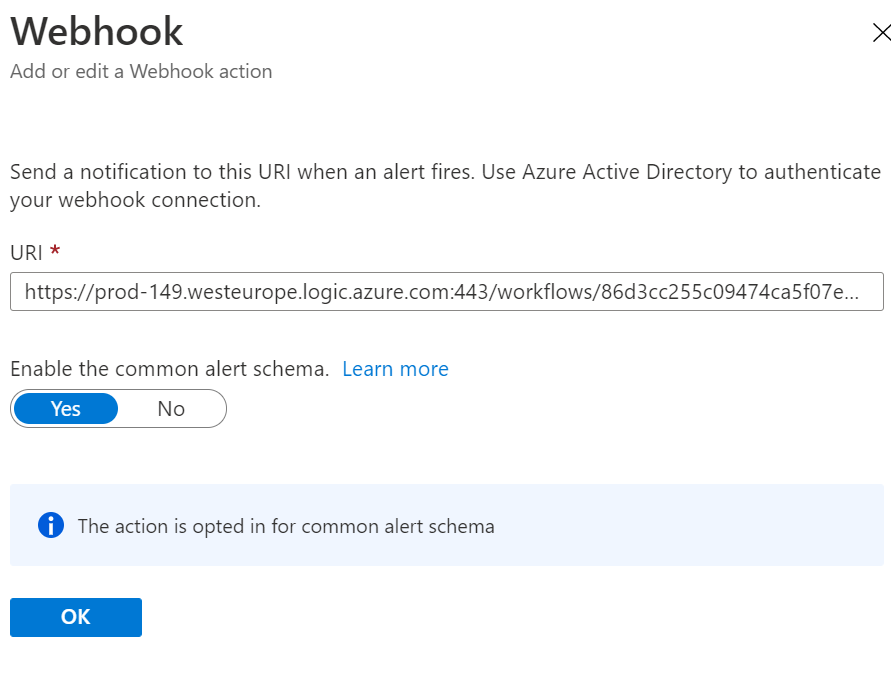 Webhook
Add or edit a Webhook action
Send a notification to this URI when an alert fires. Use Azure Active Directory to authenticate
your webhook connection.
URI *
https://prod-149.westeurope.logic.azure.com:443/workflows/86d3cc255c09474ca5f07e...
Enable the common alert schema. Learn more
Yes No
The action is opted in for common alert schema
OK